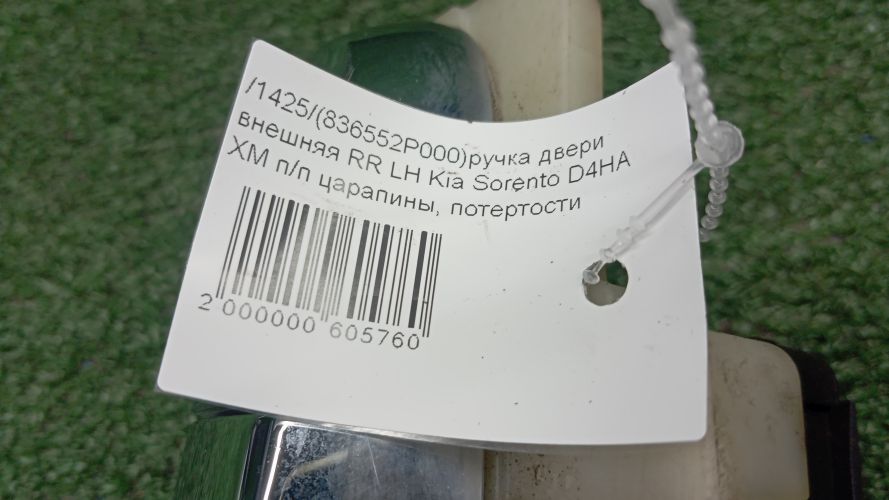 /1425/(836552P000)ручка двери
внешняя RR LH Kia Sorento D4HA
XM п/п царапины, потертости
2 000000 605760